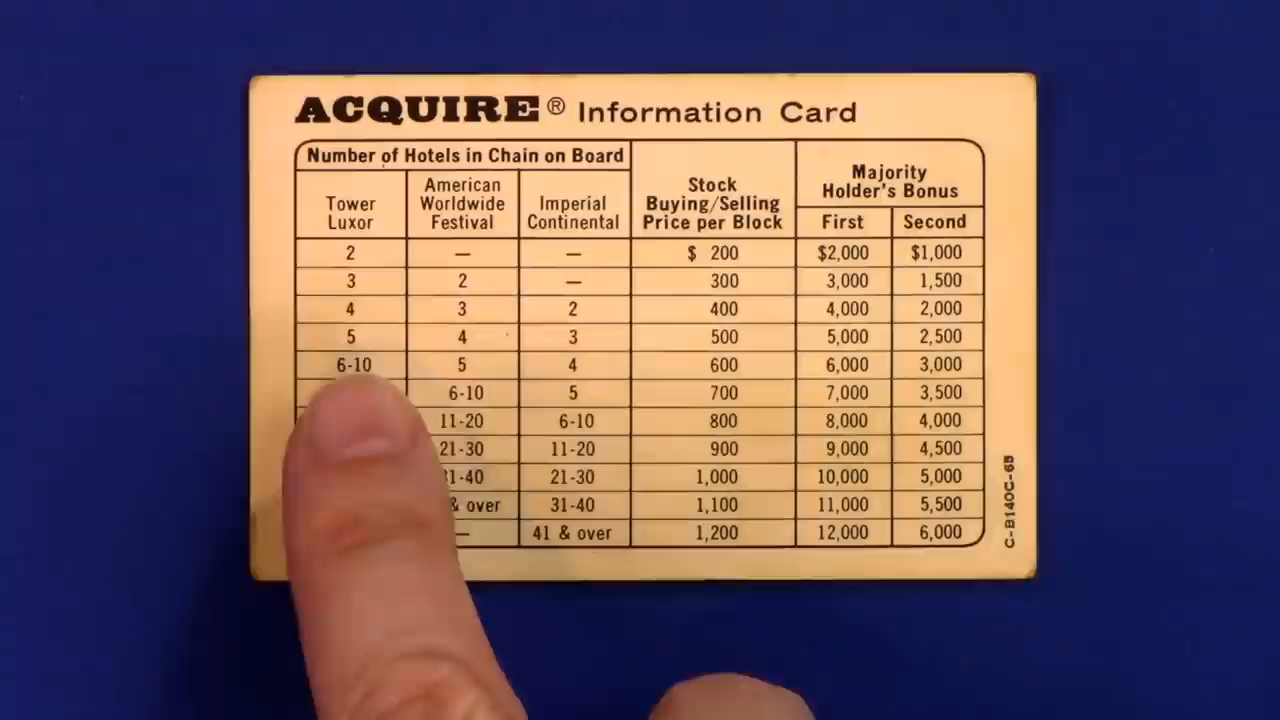 ACQUIRE® Information Card
Number of Hotels in Chain on Board
Tower Luxor | American Worldwide Festival | Imperial Continental | Stock Buying/Selling Price per Block | Majority Holder's Bonus
First | Second
2 | — | — | $ 200 | $2,000 | $1,000
3 | 2 | — | 300 | 3,000 | 1,500
4 | 3 | 2 | 400 | 4,000 | 2,000
5 | 4 | 3 | 500 | 5,000 | 2,500
6-10 | 5 | 4 | 600 | 6,000 | 3,000
6-10 | 5 | 700 | 7,000 | 3,500
11-20 | 6-10 | 800 | 8,000 | 4,000
21-30 | 11-20 | 900 | 9,000 | 4,500
1-40 | 21-30 | 1,000 | 10,000 | 5,000
& over | 31-40 | 1,100 | 11,000 | 5,500
— | 41 & over | 1,200 | 12,000 | 6,000
C-B140C-65